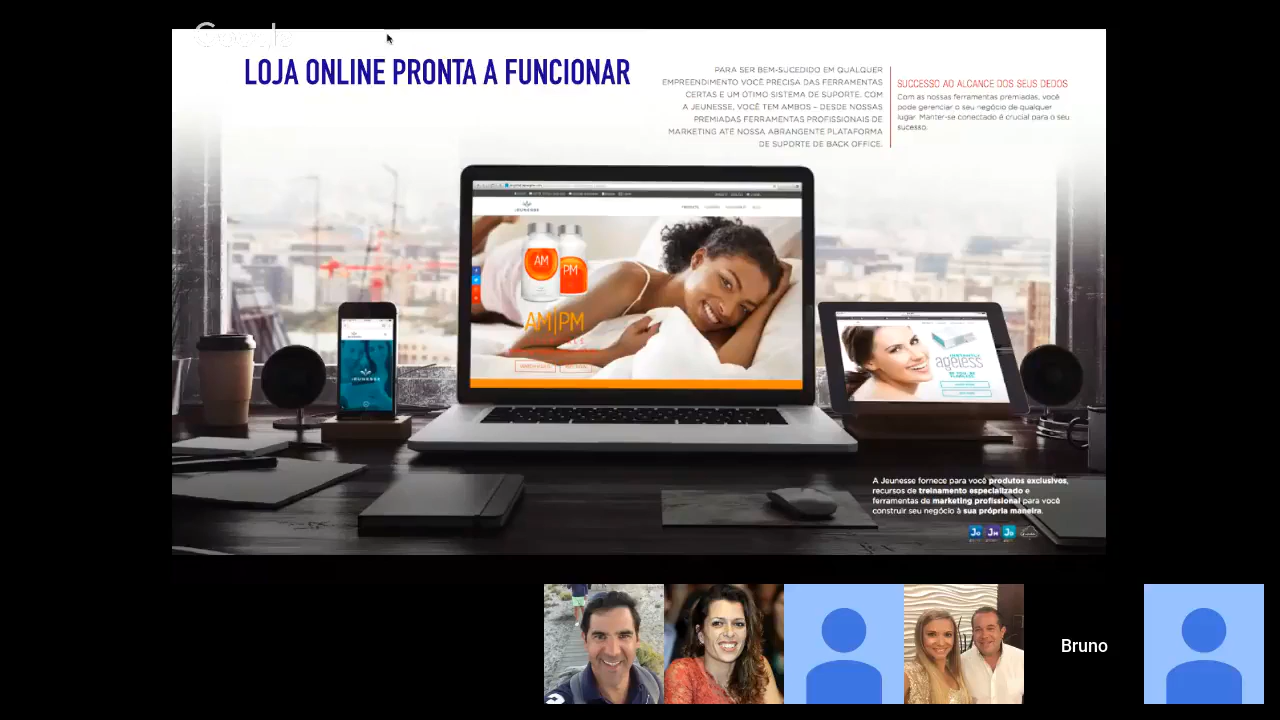 Google
LOJA ONLINE PRONTA A FUNCIONAR
PARA SER BEM-SUCEDIDO EM QUALQUER
EMPREENDIMENTO VOCÊ PRECISA DAS FERRAMENTAS
CERTAS E UM ÓTIMO SISTEMA DE SUPORTE. COM
A JEUNESSE, VOCÊ TEM AMBOS – DESDE NOSSAS
PREMIADAS FERRAMENTAS PROFISSIONAIS DE
MARKETING ATÉ NOSSA ABRANGENTE PLATAFORMA
DE SUPORTE DE BACK OFFICE.
SUCCESSO AO ALCANCE DOS SEUS DEDOS
Com as nossas ferramentas premiadas, você
pode gerenciar o seu negócio de qualquer
lugar. Manter-se conectado é crucial para o seu
sucesso.
JEUNESSE
AM
PM
AM|PM
JEUNESSE
INSTANTLY
ageless
A Jeunesse fornece para você produtos exclusivos,
recursos de treinamento especializado e
ferramentas de marketing profissional para você
construir seu negócio à sua própria maneira.
Bruno